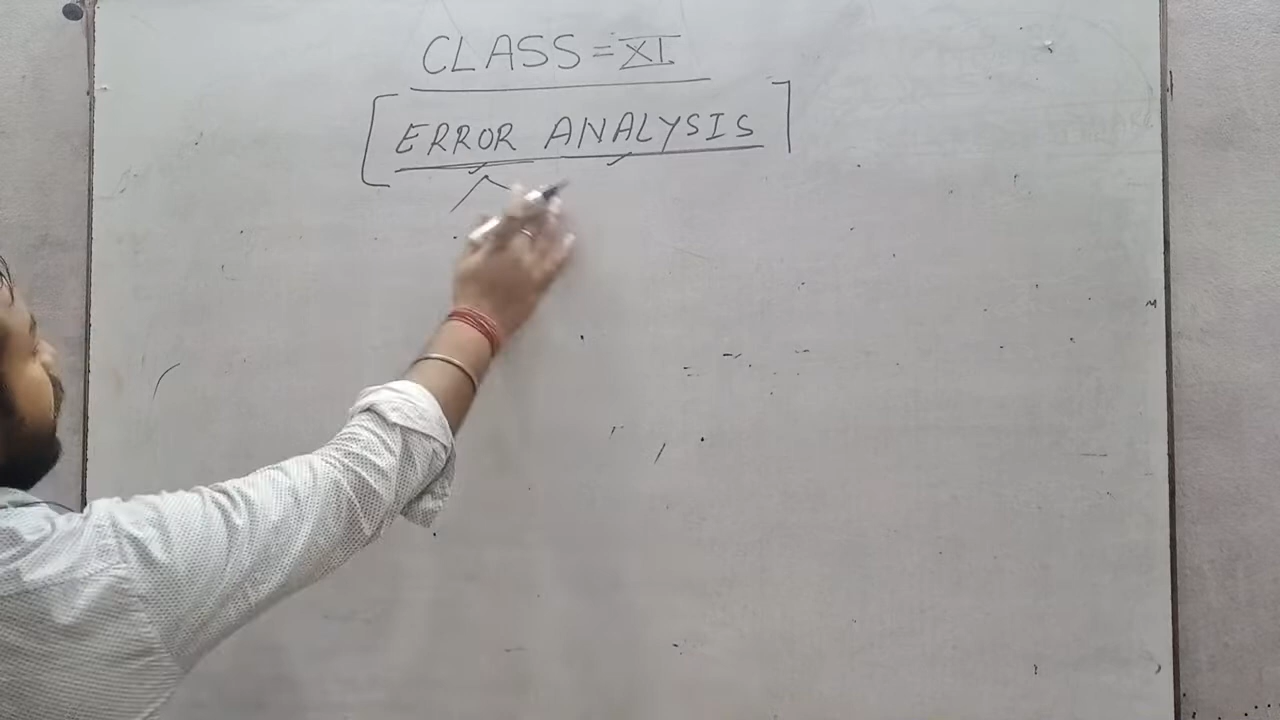 CLASS = XI
[ERROR ANALYSIS]